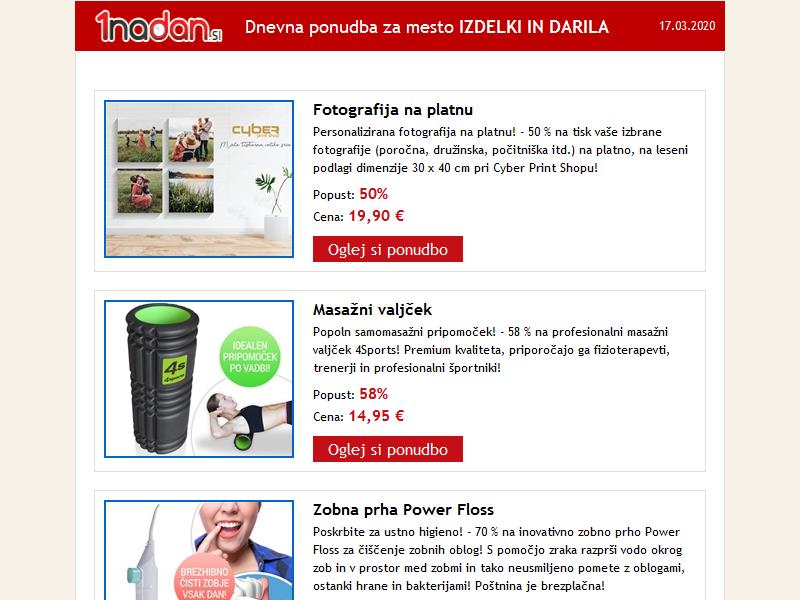 1nadan.si
Dnevna ponudba za mesto IZDELKI IN DARILA
17.03.2020
CYBER
print shop
Mala tiskarna velike sreče
Fotografija na platnu
Personalizirana fotografija na platnu! - 50 % na tisk vaše izbrane
fotografije (poročna, družinska, počitniška itd.) na platno, na leseni
podlagi dimenzije 30 x 40 cm pri Cyber Print Shopu!
Popust: 50%
Cena: 19,90 €
Oglej si ponudbo
4S
4sports
IDEALEN
PRIPOMOČEK
PO VADBI!
Masažni valjček
Popoln samomasažni pripomoček! - 58 % na profesionalni masažni
valjček 4Sports! Premium kvaliteta, priporočajo ga fizioterapevti,
trenerji in profesionalni športniki!
Popust: 58%
Cena: 14,95 €
Oglej si ponudbo
BREZHIBNO
ČISTI ZOBJE
VSAK DAN!
Zobna prha Power Floss
Poskrbite za ustno higieno! - 70 % na inovativno zobno prho Power
Floss za čiščenje zobnih oblog! S pomočjo zraka razprši vodo okrog
zob in v prostor med zobmi in tako neusmiljeno pomete z oblogami,
ostanki hrane in bakterijami! Poštnina je brezplačna!